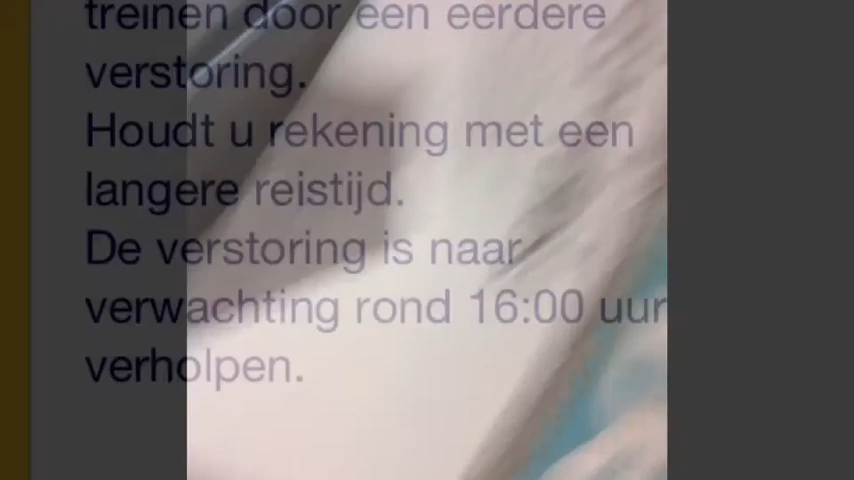 treinen door een eerdere
verstoring.
Houdt u rekening met een
langere reistijd.
De verstoring is naar
verwachting rond 16:00 uur
verholpen.